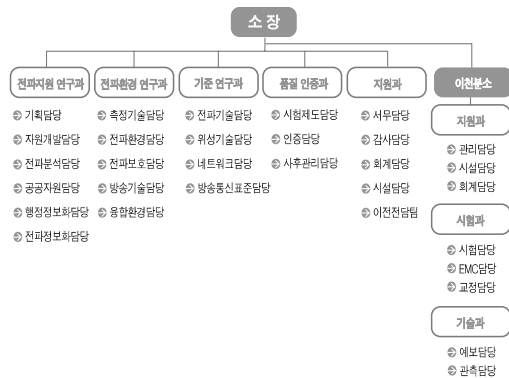 소 장
전파자원 연구과
기획담당
자원개발담당
전파분석담당
공공자원담당
행정정보화담당
전파정보화담당
전파환경 연구과
측정기술담당
전파환경담당
전파보호담당
방송기술담당
융합환경담당
기준 연구과
전파기술담당
위성기술담당
네트워크담당
방송통신표준담당
품질 인증과
시험제도담당
인증담당
사후관리담당
지원과
서무담당
감사담당
회계담당
시설담당
이전전담팀
이천분소
지원과
관리담당
시설담당
회계담당
시험과
시험담당
EMC담당
교정담당
기술과
예보담당
관측담당